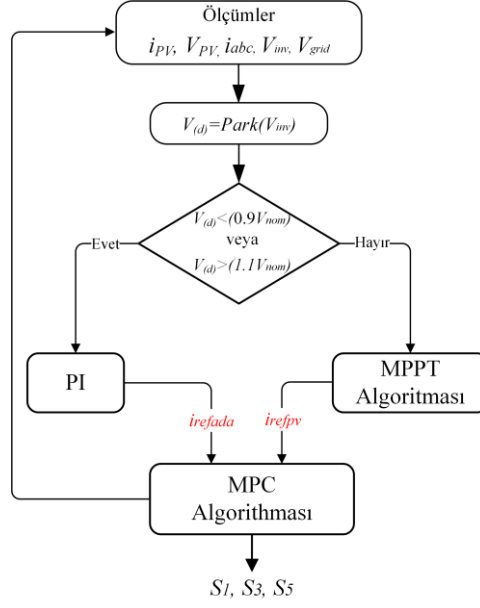 Ölçümler
iPV, VPV, iabc, Vinv, Vgrid
V(d)=Park(Vinv)
V(d)<(0.9Vnom)
veya
V(d)>(1.1Vnom)
Evet
Hayır
PI
MPPT
Algoritması
irefada
irefpv
MPC
Algorithması
S1, S3, S5